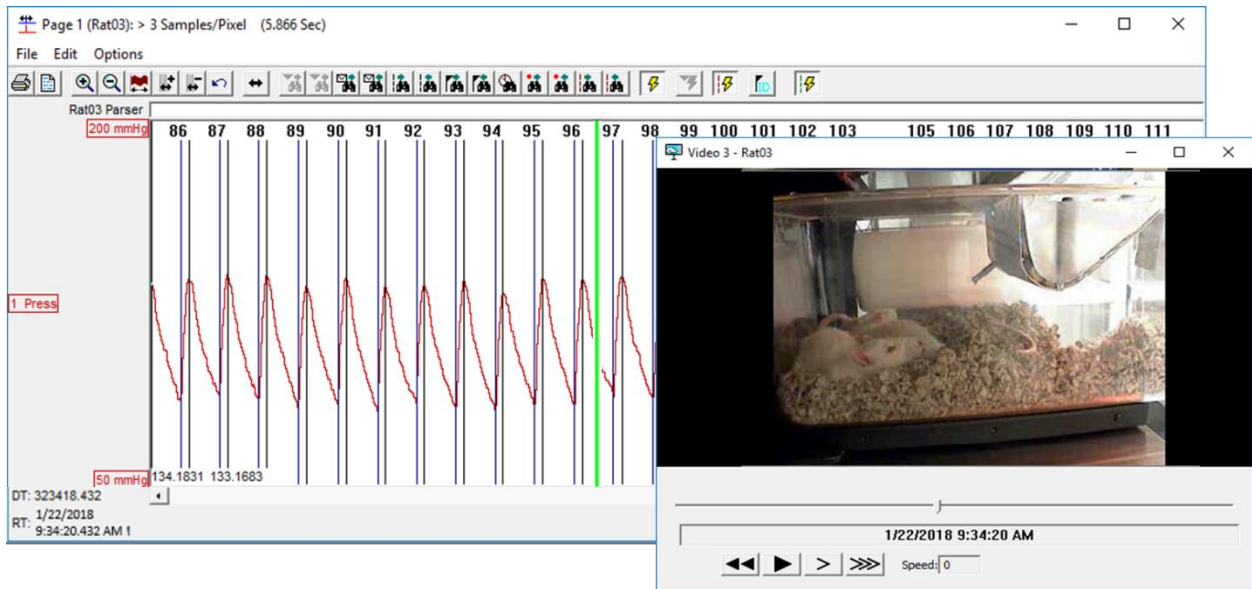 Page 1 (Rat03): > 3 Samples/Pixel (5.866 Sec)
File Edit Options
ID
Rat03 Parser
200 mmHg
86 87 88 89 90 91 92 93 94 95 96 97 98 99 100 101 102 103 105 106 107 108 109 110 111
1 Press
50 mmHg
134.1831 133.1683
DT: 323418.432
RT: 1/22/2018
9:34:20.432 AM
Video 3 - Rat03
1/22/2018 9:34:20 AM
Speed: 0